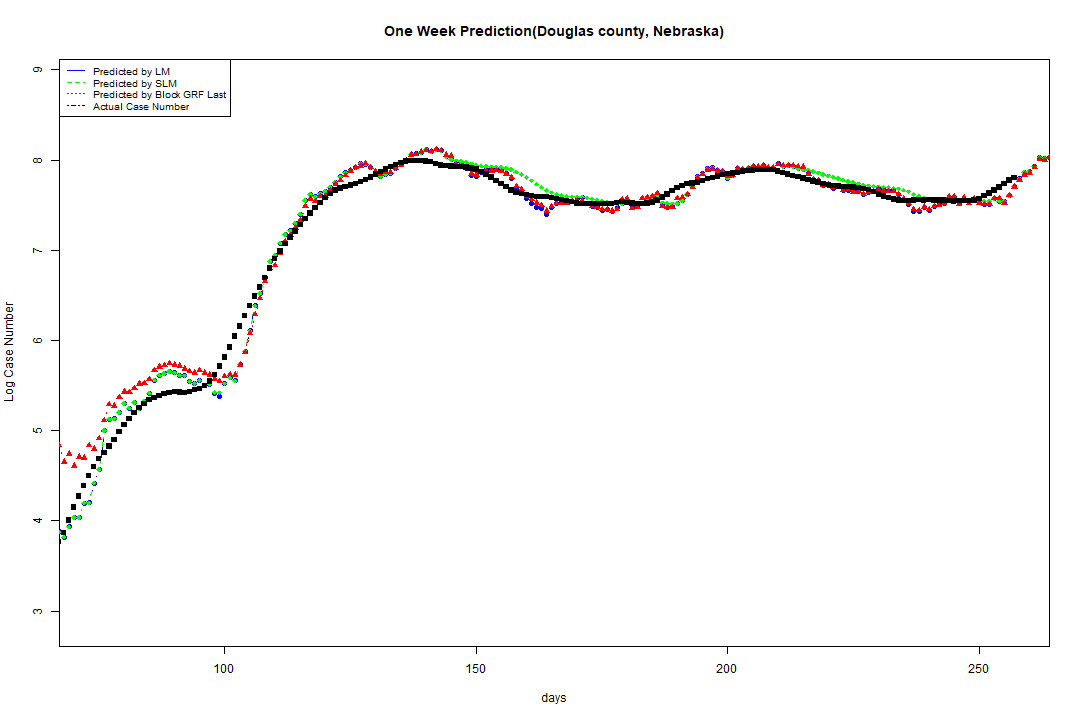 One Week Prediction(Douglas county, Nebraska)
Predicted by LM
Predicted by SLM
Predicted by Block GRF Last
Actual Case Number
9
8
7
6
5
4
3
Log Case Number
100 150 200 250
days